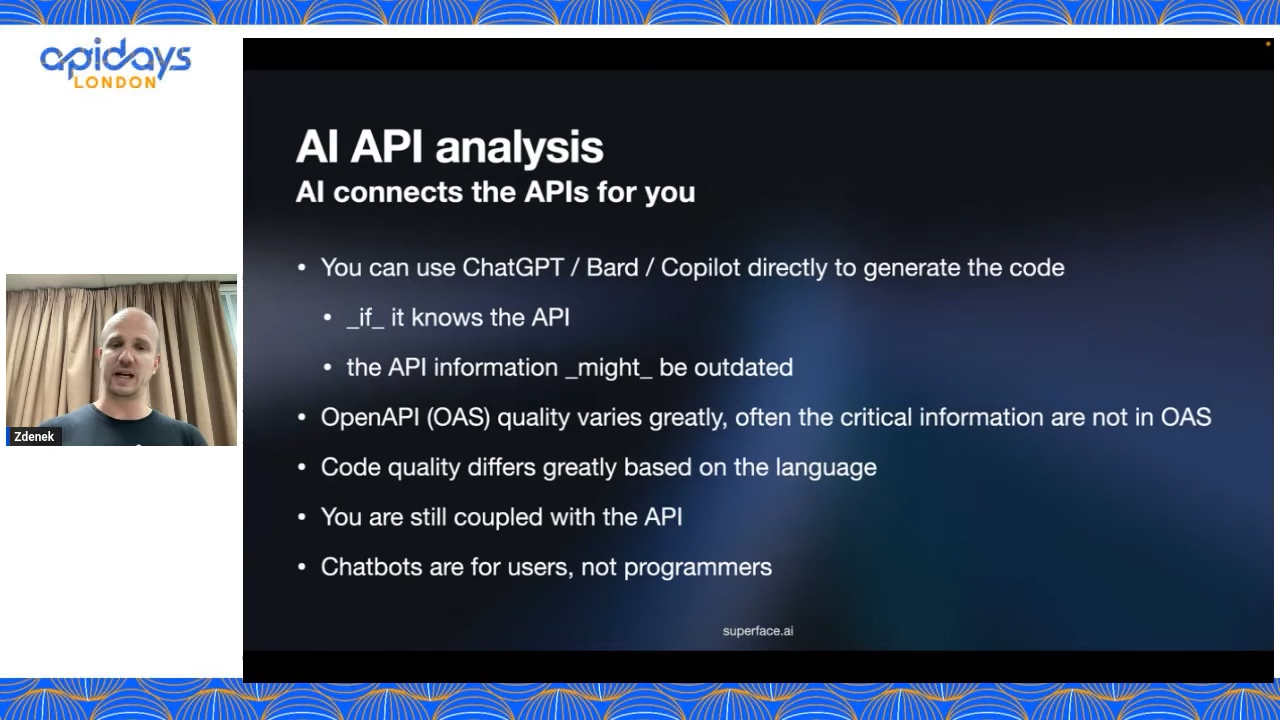 apidays
LONDON
AI API analysis
AI connects the APIs for you
• You can use ChatGPT / Bard / Copilot directly to generate the code
• _if_ it knows the API
• the API information _might_ be outdated
• OpenAPI (OAS) quality varies greatly, often the critical information are not in OAS
• Code quality differs greatly based on the language
• You are still coupled with the API
• Chatbots are for users, not programmers
Zdenek
superface.ai